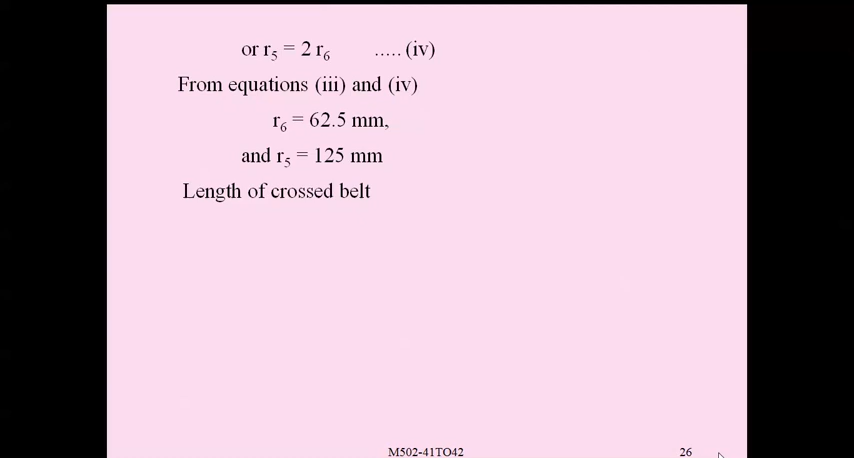 or r₅ = 2 r₆ ..... (iv)
From equations (iii) and (iv)
r₆ = 62.5 mm,
and r₅ = 125 mm
Length of crossed belt
M502-41TO42 26